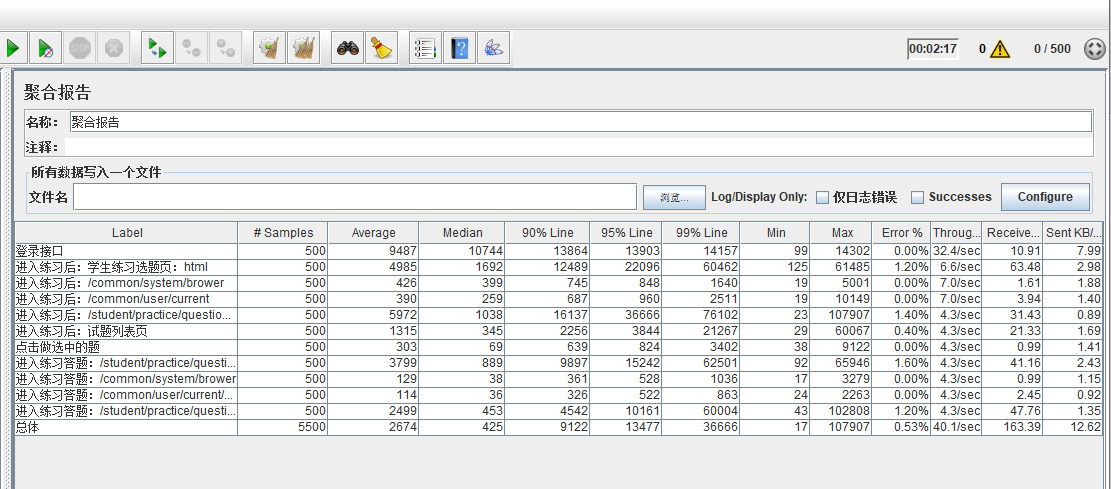 STOP
00:02:17 0 0 / 500
聚合报告
名称： 聚合报告
注释：
所有数据写入一个文件
文件名 浏览... Log/Display Only: 仅日志错误 Successes Configure
Label # Samples Average Median 90% Line 95% Line 99% Line Min Max Error % Throug... Receive... Sent KB/...
登录接口 500 9487 10744 13864 13903 14157 99 14302 0.00% 32.4/sec 10.91 7.99
进入练习后：学生练习选题页：html 500 4985 1692 12489 22096 60462 125 61485 1.20% 6.6/sec 63.48 2.98
进入练习后：/common/system/brower 500 426 399 745 848 1640 19 5001 0.00% 7.0/sec 1.61 1.88
进入练习后：/common/user/current 500 390 259 687 960 2511 19 10149 0.00% 7.0/sec 3.94 1.40
进入练习后：/student/practice/questio... 500 5972 1038 16137 36666 76102 23 107907 1.40% 4.3/sec 31.43 0.89
进入练习后：试题列表页 500 1315 345 2256 3844 21267 29 60067 0.40% 4.3/sec 21.33 1.69
点击做选中的题 500 303 69 639 824 3402 38 9122 0.00% 4.3/sec 0.99 1.41
进入练习答题：/student/practice/questi... 500 3799 889 9897 15242 62501 92 65946 1.60% 4.3/sec 41.16 2.43
进入练习答题：/common/system/brower 500 129 38 361 528 1036 17 3279 0.00% 4.3/sec 0.99 1.15
进入练习答题：/common/user/current/... 500 114 36 326 522 863 24 2263 0.00% 4.3/sec 2.45 0.92
进入练习答题：/student/practice/questi... 500 2499 453 4542 10161 60004 43 102808 1.20% 4.3/sec 47.76 1.35
总体 5500 2674 425 9122 13477 36666 17 107907 0.53% 40.1/sec 163.39 12.62